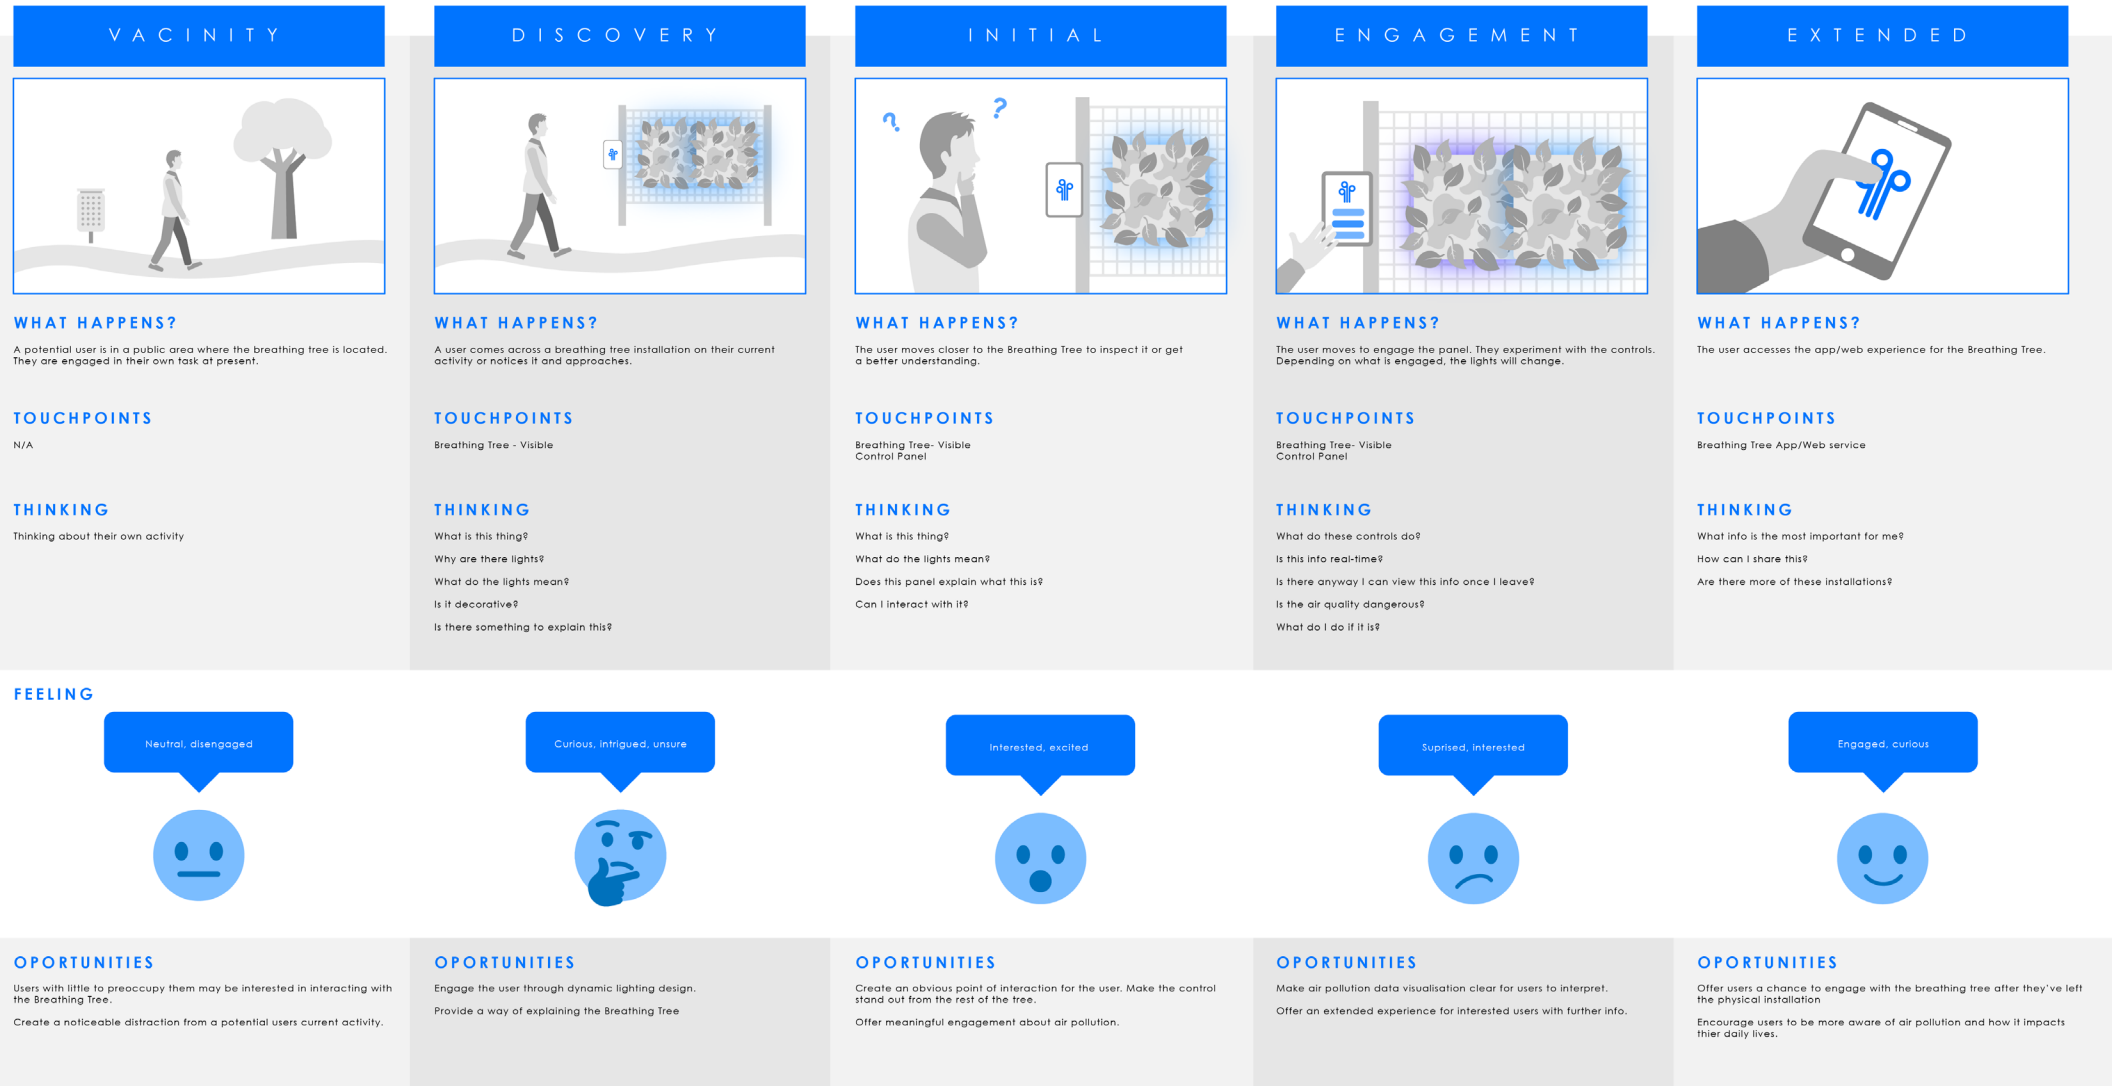 VACINITY
DISCOVERY
INITIAL
ENGAGEMENT
EXTENDED
? ?
WHAT HAPPENS?
A potential user is in a public area where the breathing tree is located.
They are engaged in their own task at present.
TOUCHPOINTS
N/A
THINKING
Thinking about their own activity
WHAT HAPPENS?
A user comes across a breathing tree installation on their current
activity or notices it and approaches.
TOUCHPOINTS
Breathing Tree - Visible
THINKING
What is this thing?
Why are there lights?
What do the lights mean?
Is it decorative?
Is there something to explain this?
WHAT HAPPENS?
The user moves closer to the Breathing Tree to inspect it or get
a better understanding.
TOUCHPOINTS
Breathing Tree- Visible
Control Panel
THINKING
What is this thing?
What do the lights mean?
Does this panel explain what this is?
Can I interact with it?
WHAT HAPPENS?
The user moves to engage the panel. They experiment with the controls.
Depending on what is engaged, the lights will change.
TOUCHPOINTS
Breathing Tree- Visible
Control Panel
THINKING
What do these controls do?
Is this info real-time?
Is there anyway I can view this info once I leave?
Is the air quality dangerous?
What do I do if it is?
WHAT HAPPENS?
The user accesses the app/web experience for the Breathing Tree.
TOUCHPOINTS
Breathing Tree App/Web service
THINKING
What info is the most important for me?
How can I share this?
Are there more of these installations?
FEELING
Neutral, disengaged
Curious, intrigued, unsure
Interested, excited
Suprised, interested
Engaged, curious
OPORTUNITIES
Users with little to preoccupy them may be interested in interacting with
the Breathing Tree.
Create a noticeable distraction from a potential users current activity.
OPORTUNITIES
Engage the user through dynamic lighting design.
Provide a way of explaining the Breathing Tree
OPORTUNITIES
Create an obvious point of interaction for the user. Make the control
stand out from the rest of the tree.
Offer meaningful engagement about air pollution.
OPORTUNITIES
Make air pollution data visualisation clear for users to interpret.
Offer an extended experience for interested users with further info.
OPORTUNITIES
Offer users a chance to engage with the breathing tree after they've left
the physical installation
Encourage users to be more aware of air pollution and how it impacts
thier daily lives.